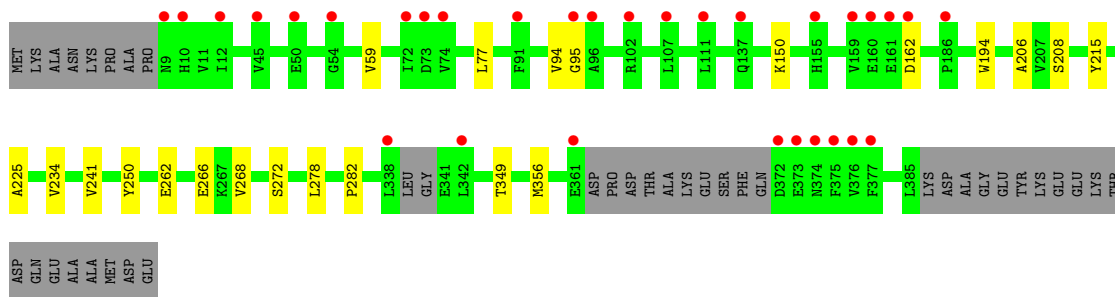 MET LYS ALA ASN LYS PRO ALA PRO N9 H10 V11 I12 V45 E50 G54 V59 I72 D73 V74 L77 F91 V94 G95 A96 R102 L107 L111 Q137 K150 H155 V159 E160 E161 D162 P186 W194 A206 V207 S208 Y215
A225 V234 V241 Y250 E262 E266 K267 V268 S272 L278 P282 L338 LEU GLY E341 L342 T349 M356 E361 ASP PRO ASP THR ALA LYS GLU SER PHE GLN D372 E373 N374 F375 V376 F377 L385 LYS ASP ALA GLY GLU TYR LYS GLU GLU LYS THR
ASP GLN GLU ALA ALA MET ASP GLU